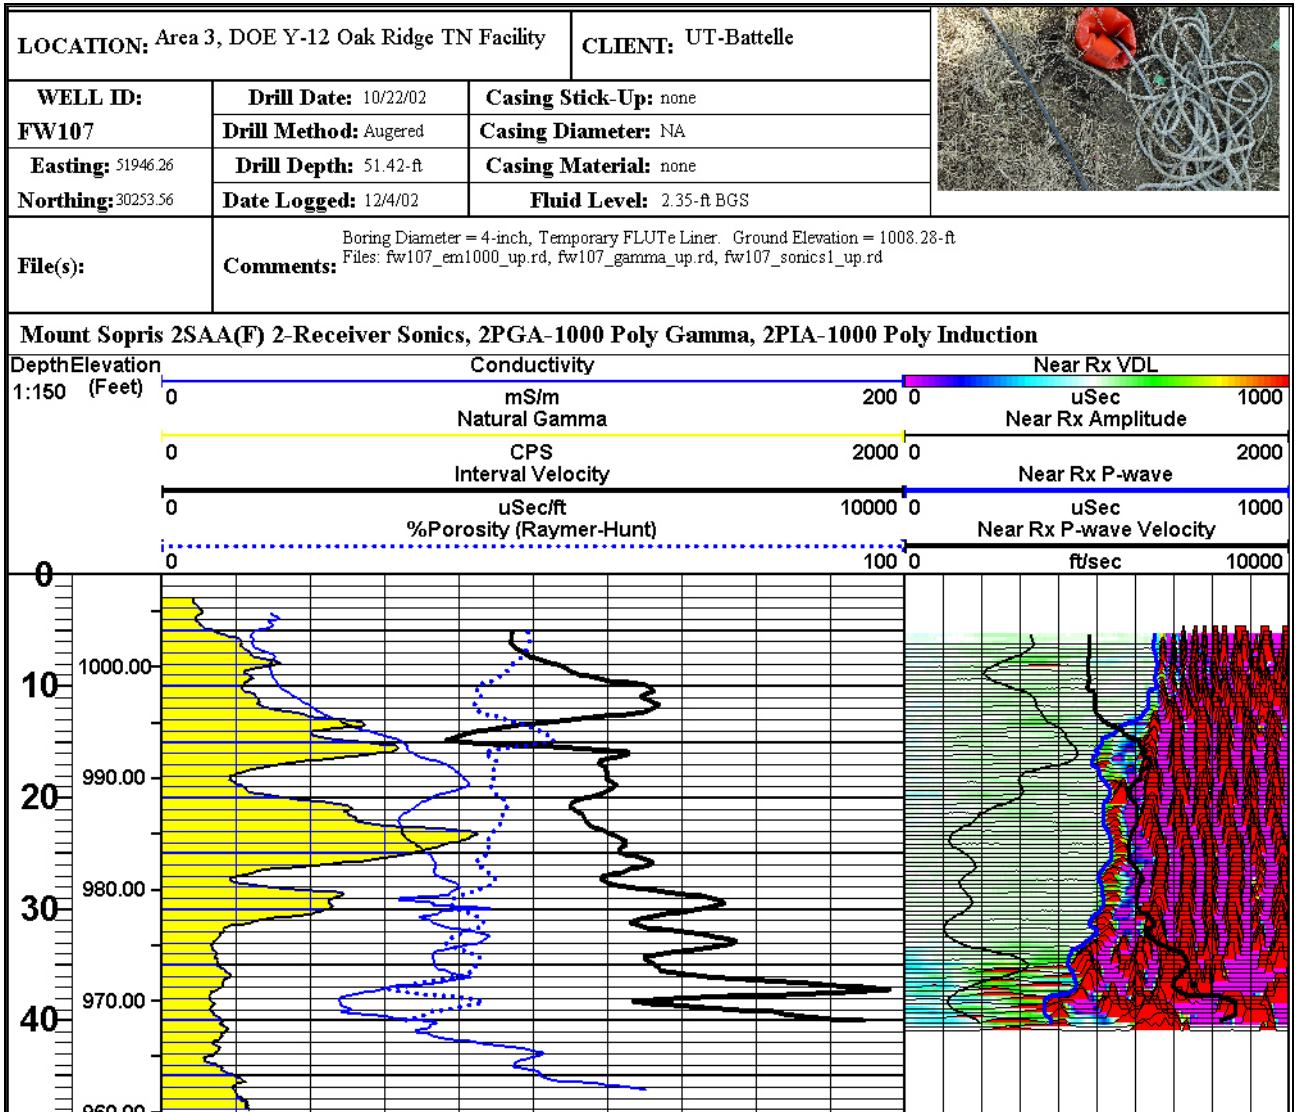 LOCATION: Area 3, DOE Y-12 Oak Ridge TN Facility CLIENT: UT-Battelle
WELL ID: Drill Date: 10/22/02 Casing Stick-Up: none
FW107 Drill Method: Augered Casing Diameter: NA
Easting: 51946.26 Drill Depth: 51.42-ft Casing Material: none
Northing: 30253.56 Date Logged: 12/4/02 Fluid Level: 2.35-ft BGS
File(s): Comments: Boring Diameter = 4-inch, Temporary FLUTe Liner. Ground Elevation = 1008.28-ft
Files: fw107_em1000_up.rd, fw107_gamma_up.rd, fw107_sonics1_up.rd
Mount Sopris 2SAA(F) 2-Receiver Sonics, 2PGA-1000 Poly Gamma, 2PIA-1000 Poly Induction
Depth Elevation Conductivity Near Rx VDL
1:150 (Feet) 0 mS/m 200 0 uSec 1000
Natural Gamma Near Rx Amplitude
0 CPS 2000 0 2000
Interval Velocity Near Rx P-wave
0 uSec/ft 10000 0 uSec 1000
%Porosity (Raymer-Hunt) Near Rx P-wave Velocity
0 100 0 ft/sec 10000
0
1000.00
10
990.00
20
980.00
30
970.00
40
960.00